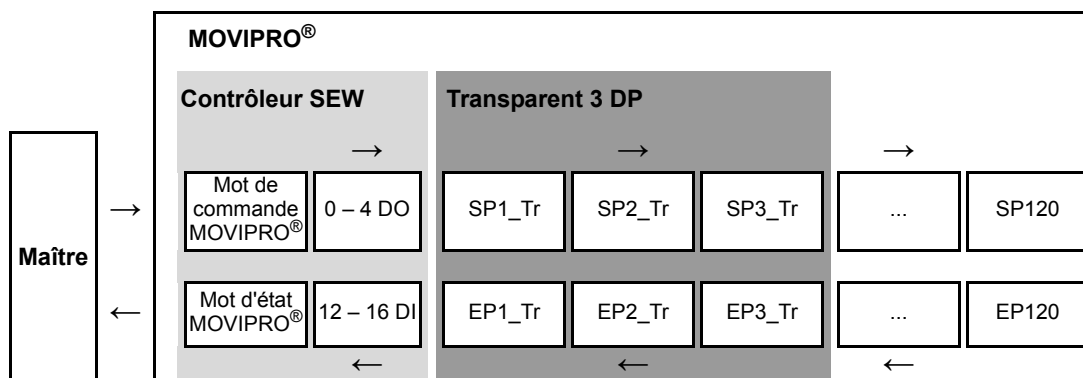 MOVIPRO®
Contrôleur SEW
Transparent 3 DP
→ → →
Maître
→
Mot de
commande
MOVIPRO®
0 – 4 DO
SP1_Tr
SP2_Tr
SP3_Tr
...
SP120
←
Mot d'état
MOVIPRO®
12 – 16 DI
EP1_Tr
EP2_Tr
EP3_Tr
...
EP120
← ← ←